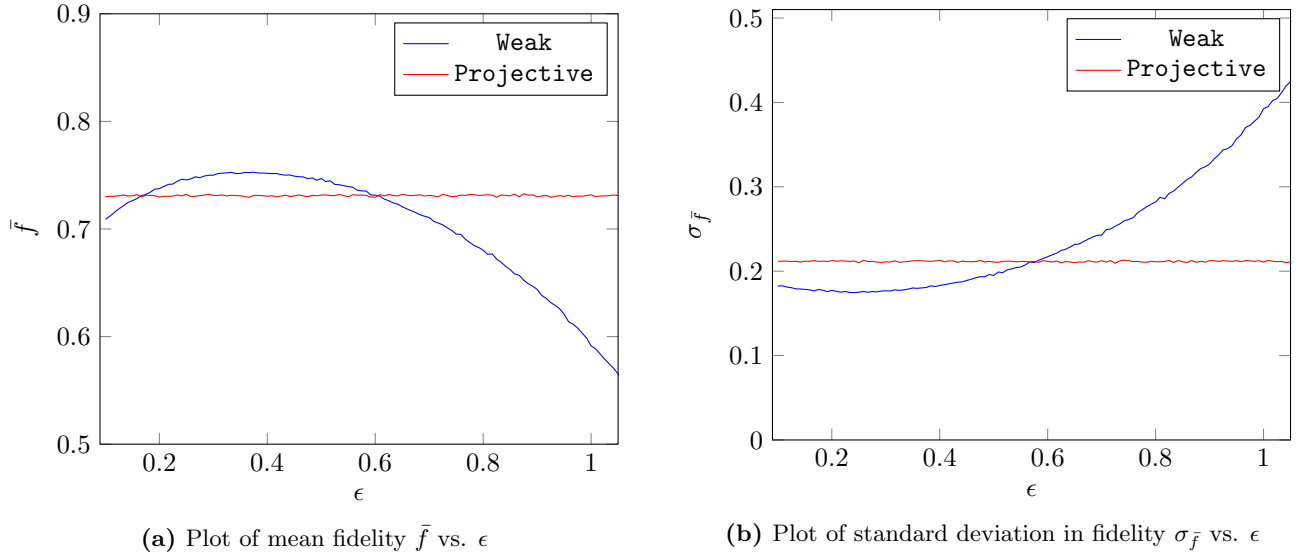 0.9
0.8
0.7
0.6
0.5
f̄
0.2
0.4
0.6
0.8
1
ϵ
Weak
Projective
(a) Plot of mean fidelity f̄ vs. ϵ
0.5
0.4
0.3
0.2
0.1
0
σ_f̄
0.2
0.4
0.6
0.8
1
ϵ
Weak
Projective
(b) Plot of standard deviation in fidelity σ_f̄ vs. ϵ